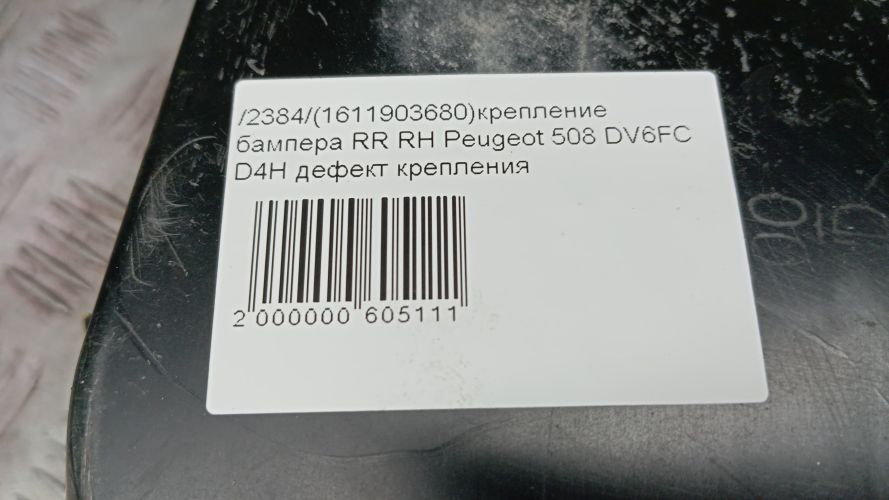 /2384/(1611903680)крепление
бампера RR RH Peugeot 508 DV6FC
D4H дефект крепления
2 000000 605111